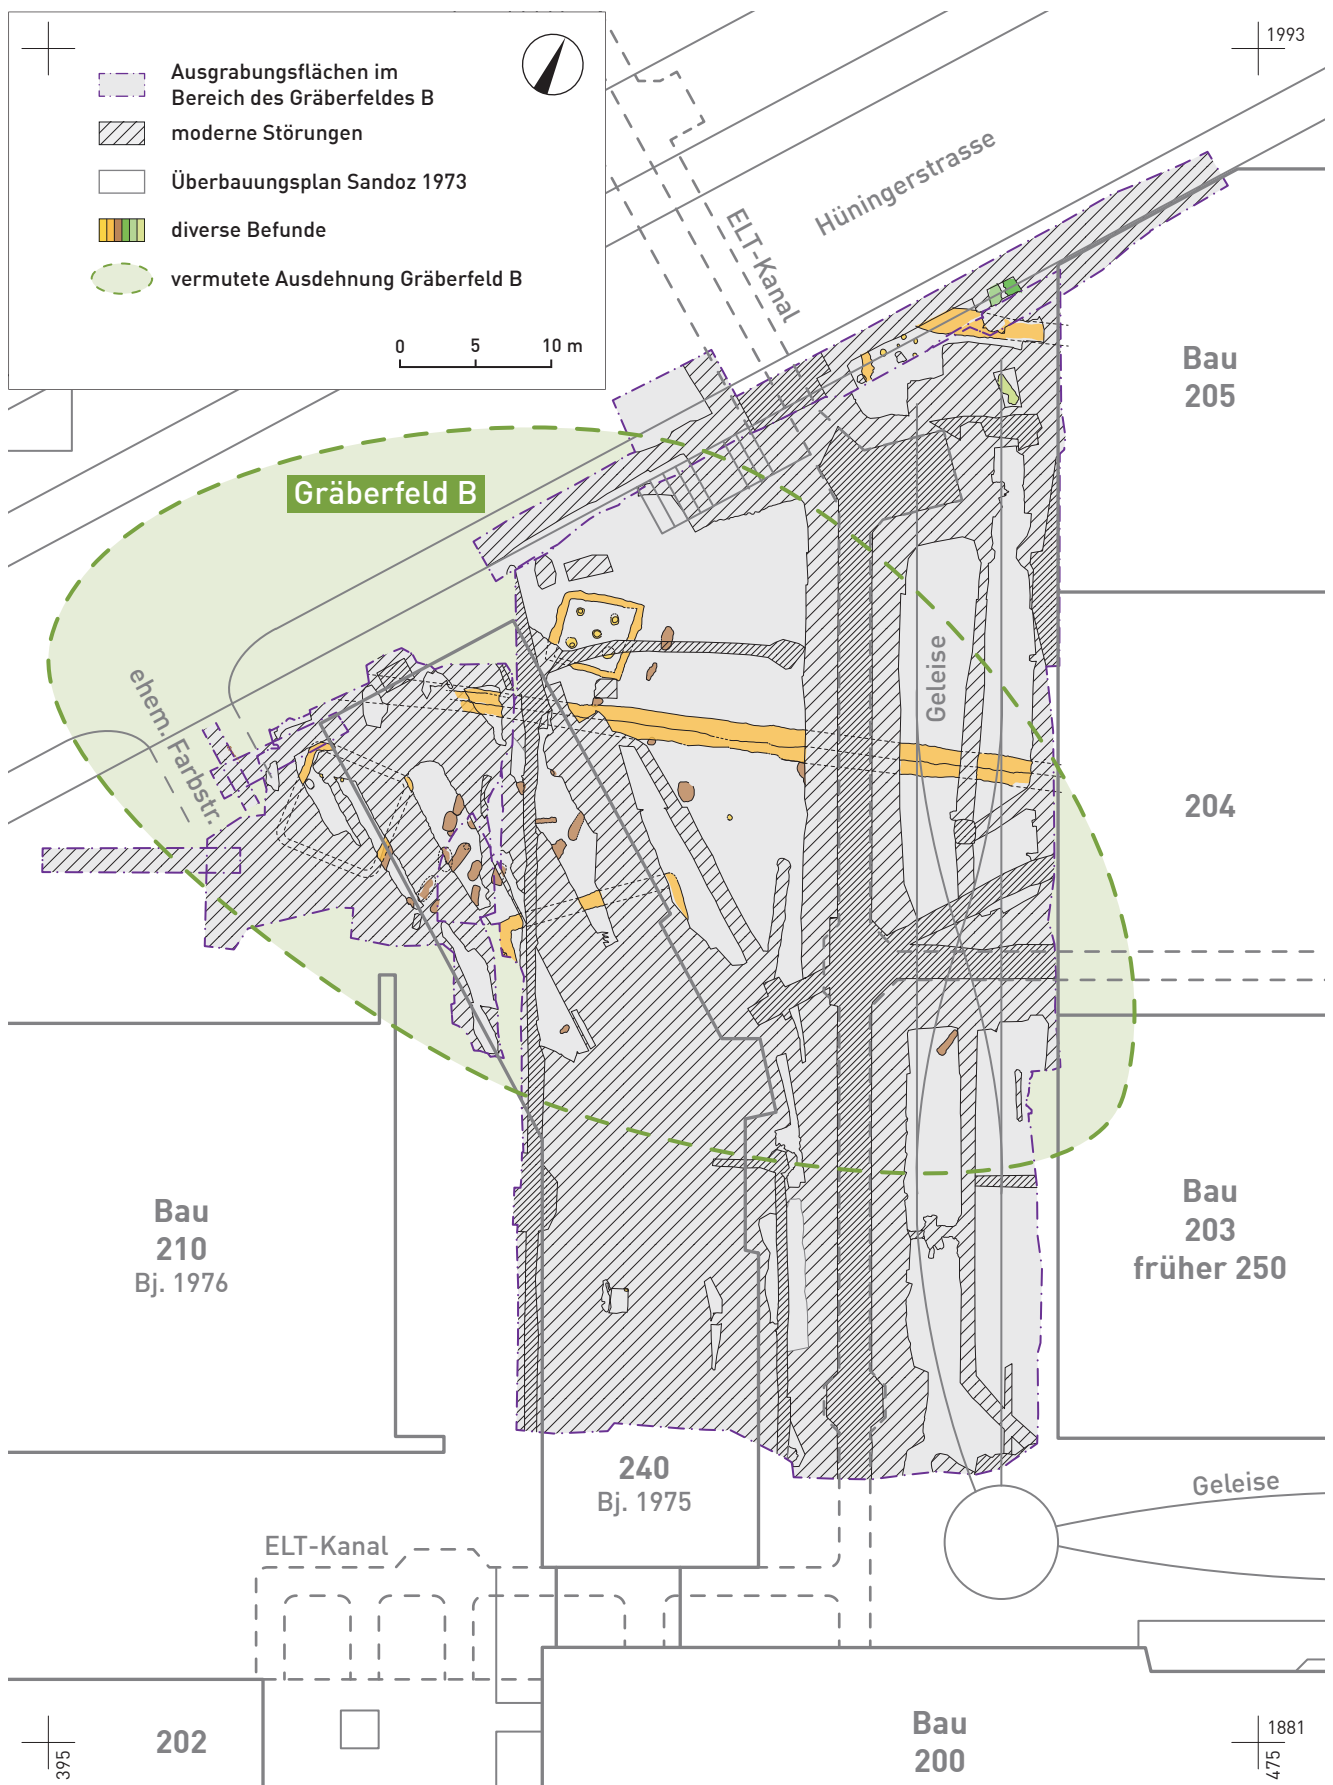 Ausgrabungsflächen im
Bereich des Gräberfeldes B
moderne Störungen
Überbauungsplan Sandoz 1973
diverse Befunde
vermutete Ausdehnung Gräberfeld B
0 5 10 m
1993
Hüningerstrasse
ELT-Kanal
Bau
205
Gräberfeld B
Geleise
ehem. Farbstr.
204
Bau
210
Bj. 1976
Bau
203
früher 250
240
Bj. 1975
Geleise
ELT-Kanal
202
Bau
200
1881
395
475